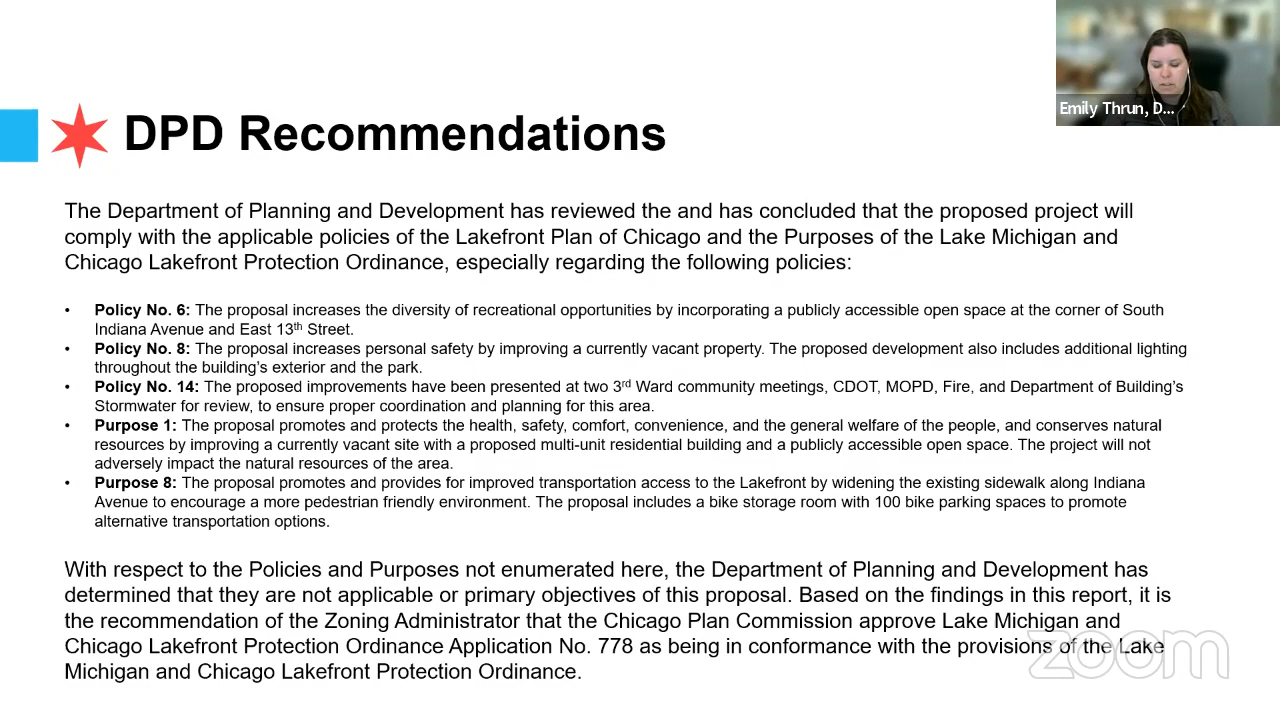 Emily Thrun, D...
DPD Recommendations
The Department of Planning and Development has reviewed the and has concluded that the proposed project will
comply with the applicable policies of the Lakefront Plan of Chicago and the Purposes of the Lake Michigan and
Chicago Lakefront Protection Ordinance, especially regarding the following policies:
• Policy No. 6: The proposal increases the diversity of recreational opportunities by incorporating a publicly accessible open space at the corner of South
Indiana Avenue and East 13th Street.
• Policy No. 8: The proposal increases personal safety by improving a currently vacant property. The proposed development also includes additional lighting
throughout the building's exterior and the park.
• Policy No. 14: The proposed improvements have been presented at two 3rd Ward community meetings, CDOT, MOPD, Fire, and Department of Building's
Stormwater for review, to ensure proper coordination and planning for this area.
• Purpose 1: The proposal promotes and protects the health, safety, comfort, convenience, and the general welfare of the people, and conserves natural
resources by improving a currently vacant site with a proposed multi-unit residential building and a publicly accessible open space. The project will not
adversely impact the natural resources of the area.
• Purpose 8: The proposal promotes and provides for improved transportation access to the Lakefront by widening the existing sidewalk along Indiana
Avenue to encourage a more pedestrian friendly environment. The proposal includes a bike storage room with 100 bike parking spaces to promote
alternative transportation options.
With respect to the Policies and Purposes not enumerated here, the Department of Planning and Development has
determined that they are not applicable or primary objectives of this proposal. Based on the findings in this report, it is
the recommendation of the Zoning Administrator that the Chicago Plan Commission approve Lake Michigan and
Chicago Lakefront Protection Ordinance Application No. 778 as being in conformance with the provisions of the Lake
Michigan and Chicago Lakefront Protection Ordinance.
zoom